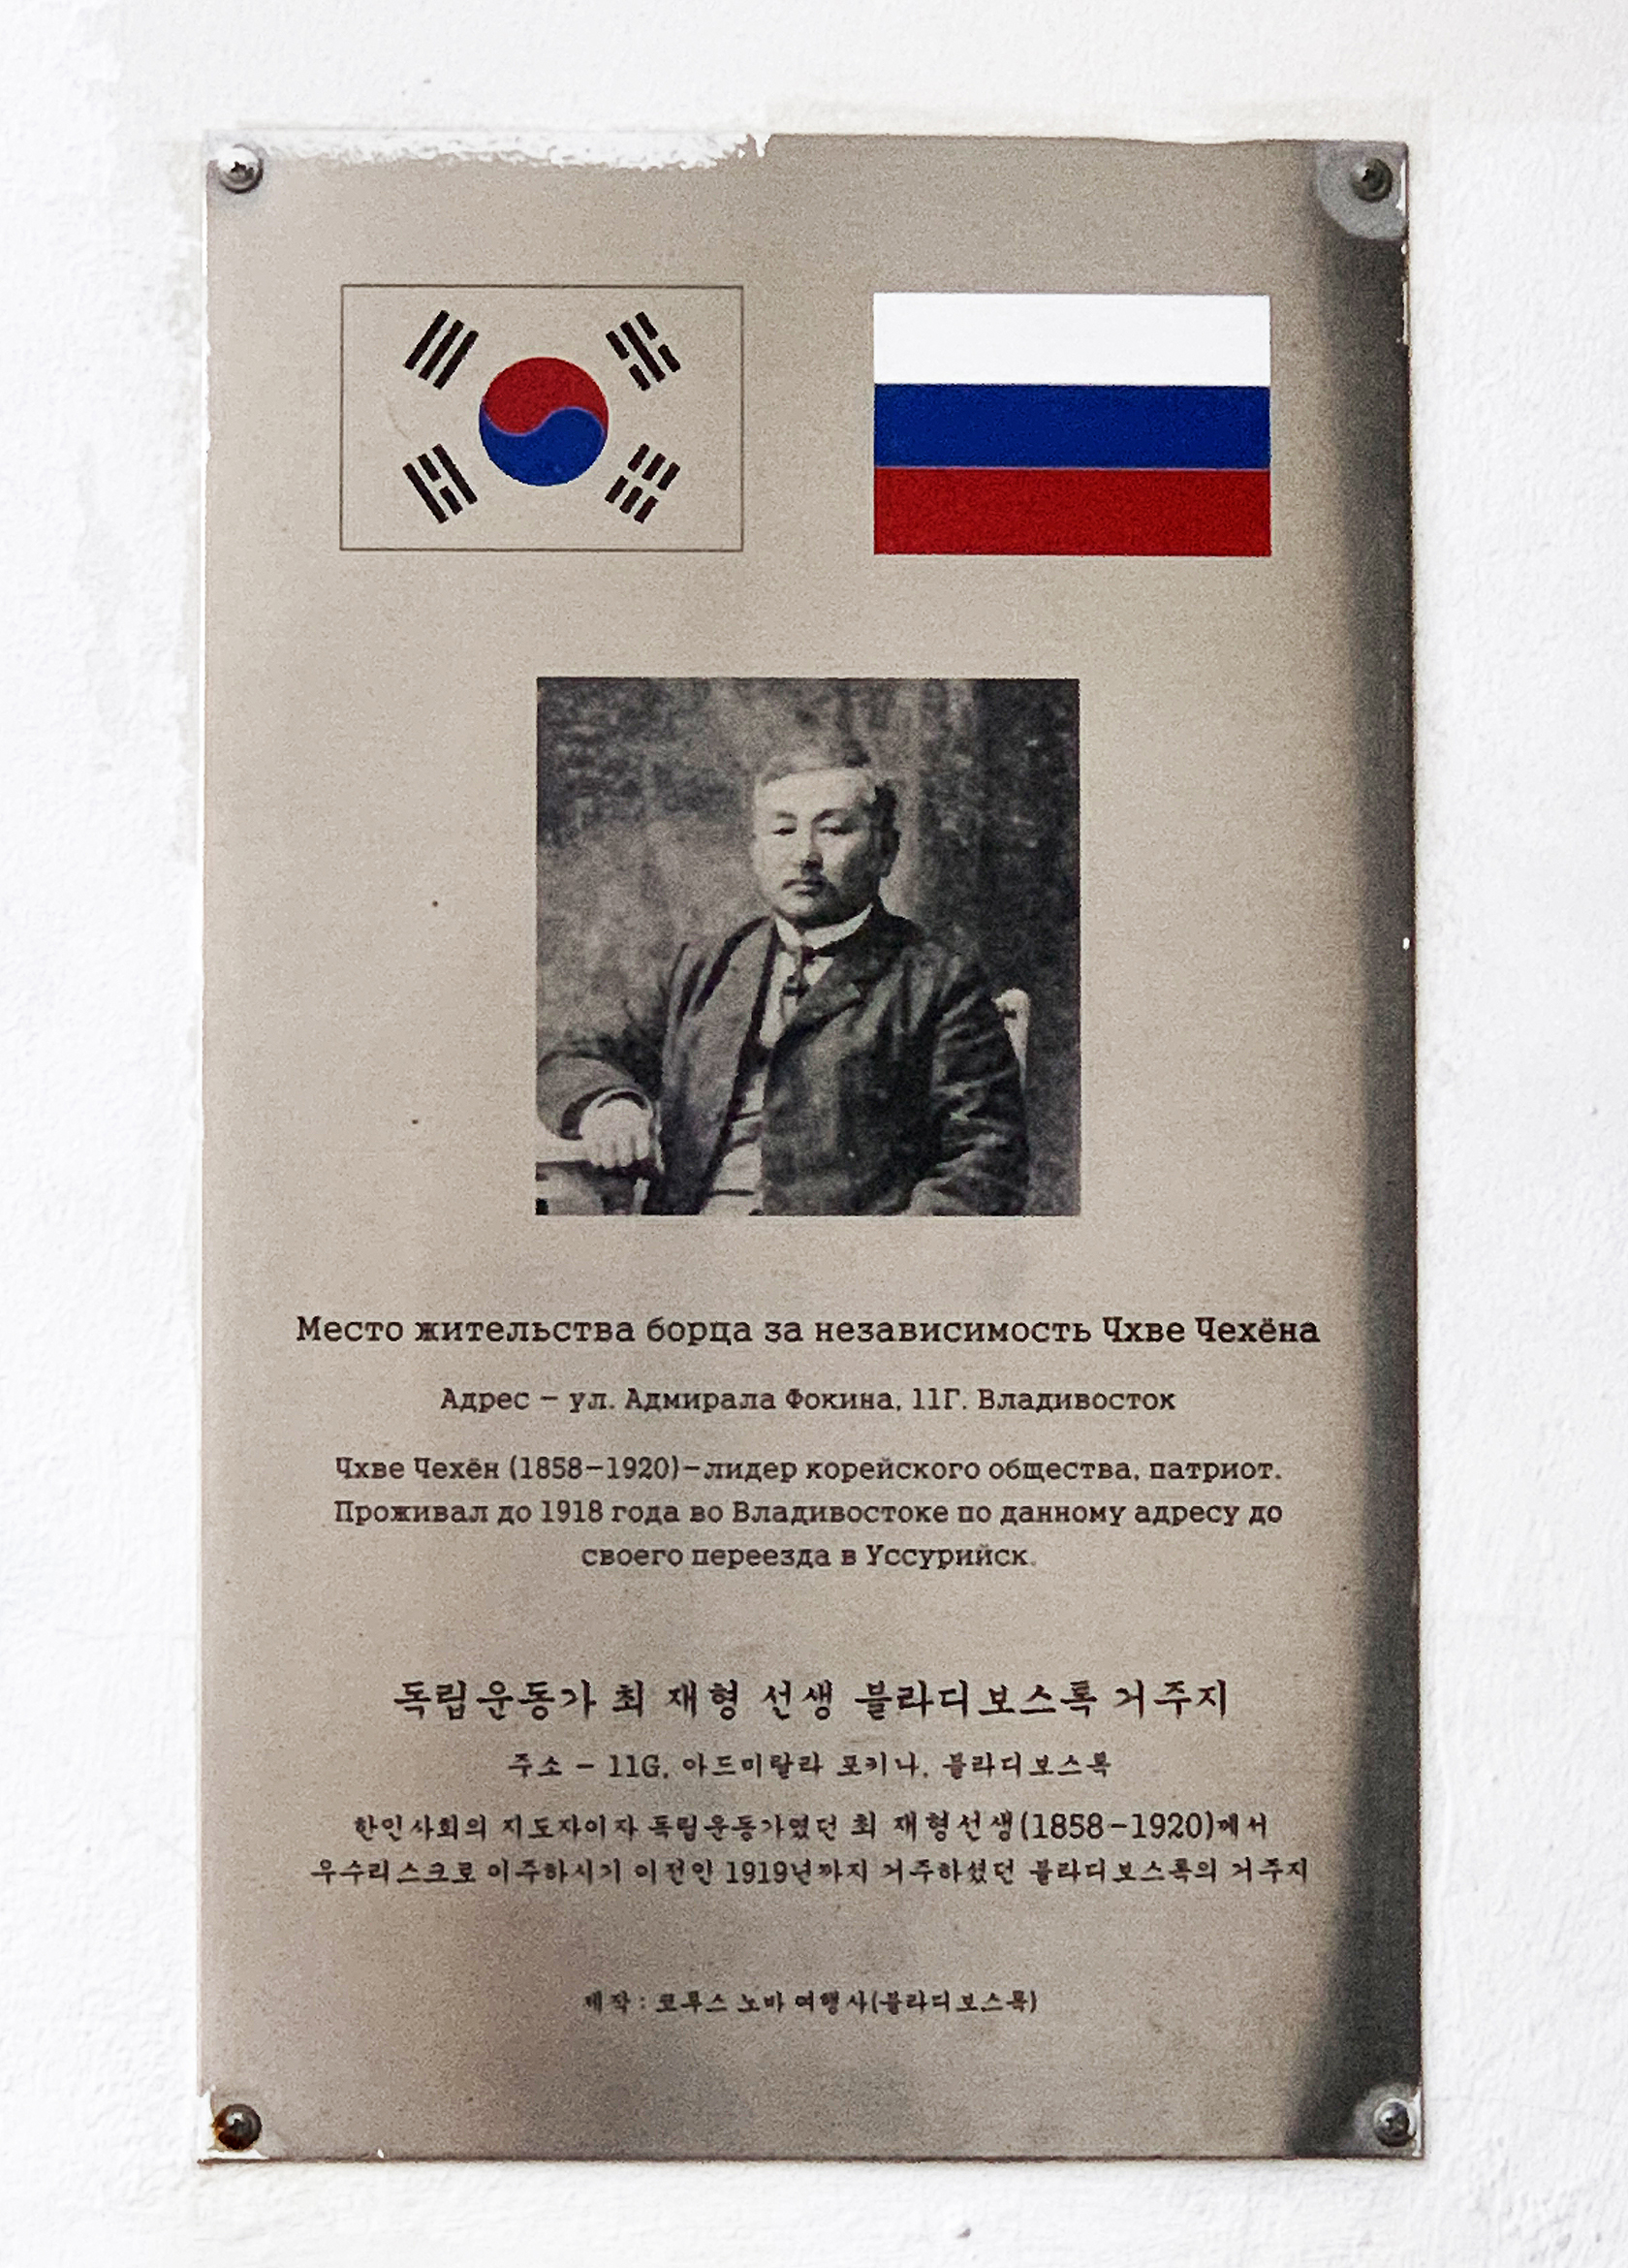 Место жительства борца за независимость Чхве Чехёна
Адрес – ул. Адмирала Фокина, 11Г. Владивосток
Чхве Чехён (1858–1920)–лидер корейского общества, патриот.
Проживал до 1918 года во Владивостоке по данному адресу до
своего переезда в Уссурийск.
독립운동가 최 재형 선생 블라디보스톡 거주지
주소 – 11G, 아드미랄라 포키나, 블라디보스톡
한인사회의 지도자이자 독립운동가였던 최 재형선생(1858-1920)께서
우수리스크로 이주하시기 이전인 1919년까지 거주하셨던 블라디보스톡의 거주지
제작 : 코루스 노바 여행사(블라디보스톡)